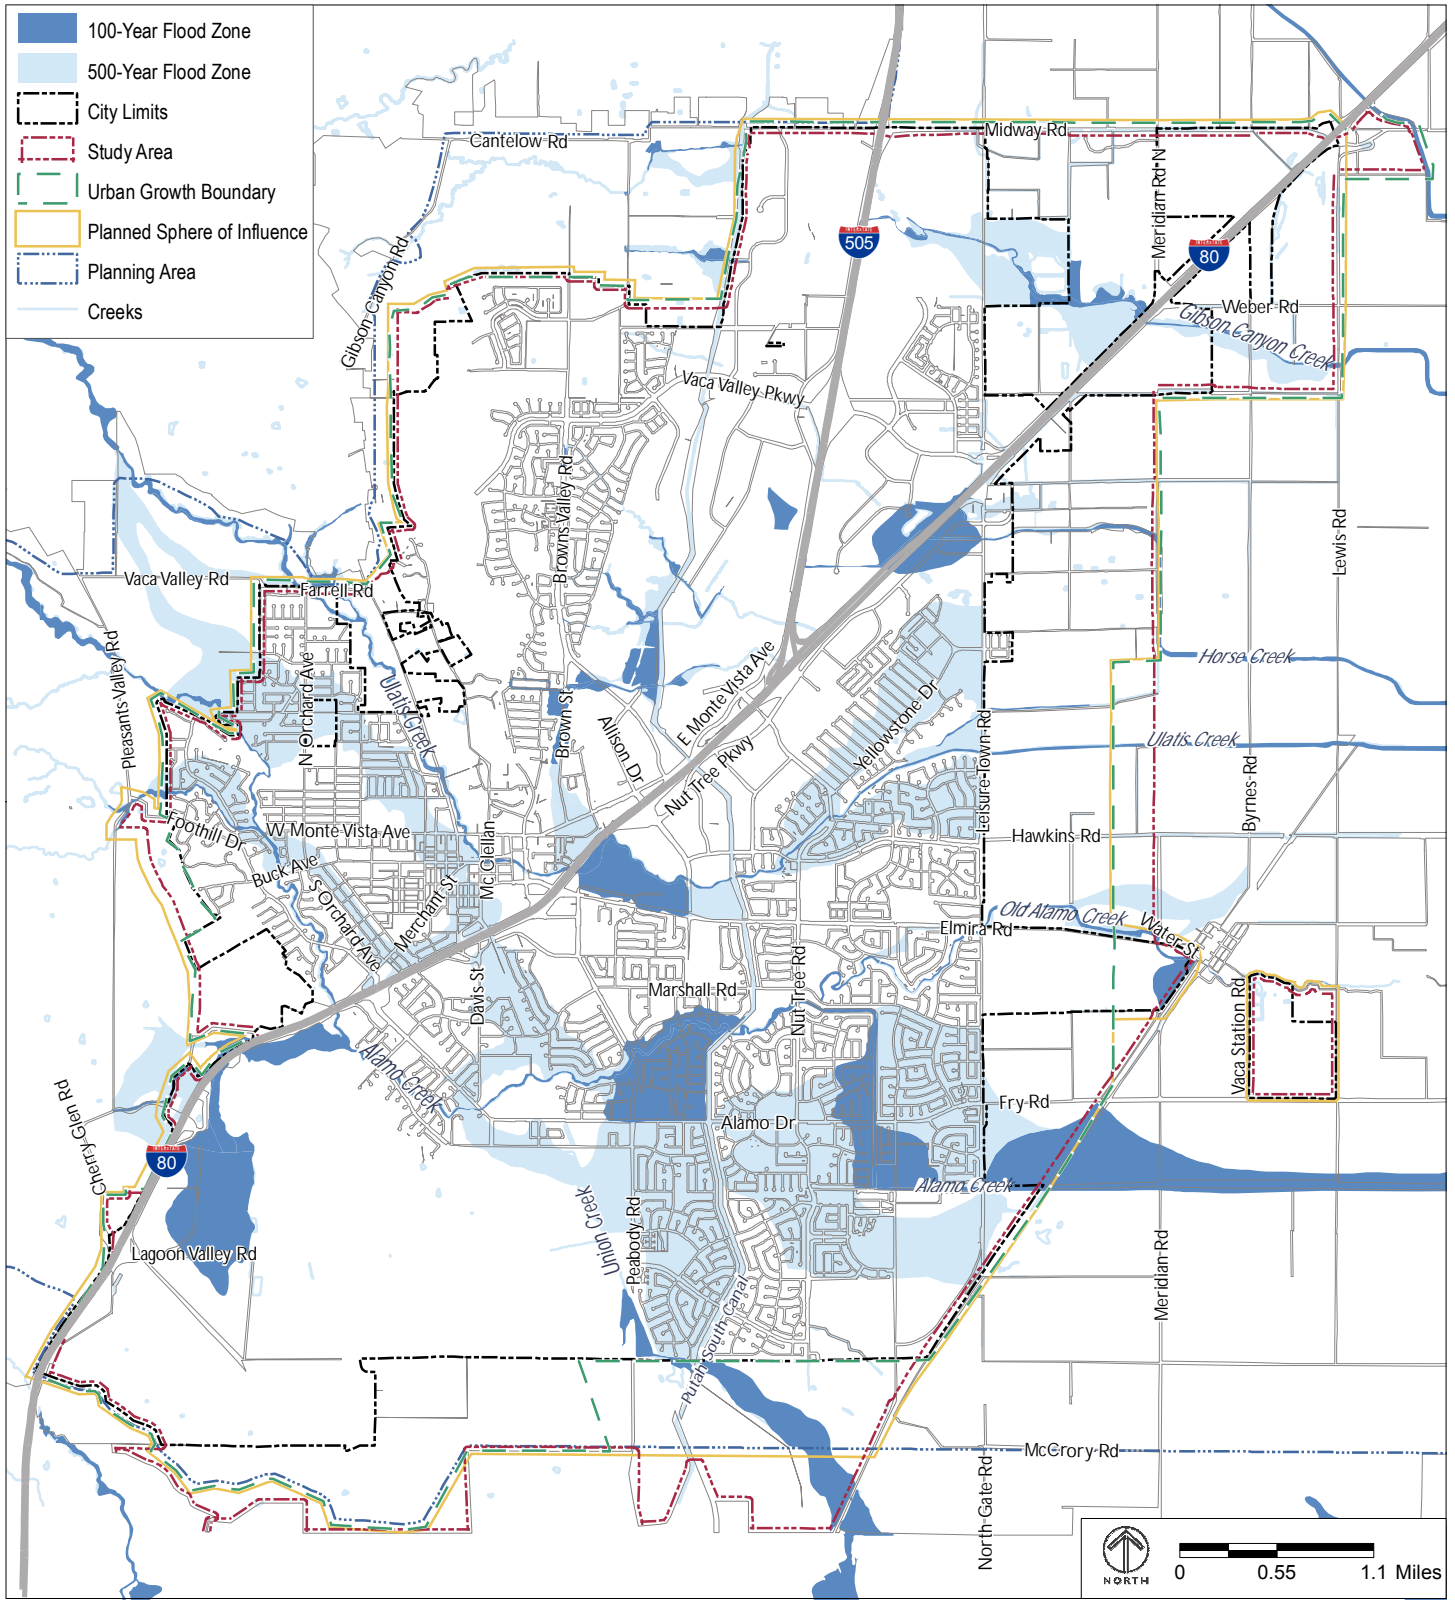 100-Year Flood Zone
500-Year Flood Zone
City Limits
Study Area
Urban Growth Boundary
Planned Sphere of Influence
Planning Area
Creeks
Cantelow Rd
Midway Rd
Meridian Rd N
INTERSTATE
505
INTERSTATE
80
Gibson Canyon Rd
Weber Rd
Gibson Canyon Creek
Vaca Valley Pkwy
Browns Valley Rd
Lewis Rd
Vaca Valley Rd
Farrell Rd
Pleasants Valley Rd
N Orchard Ave
Ulatis Creek
Brown St
Allison Dr
E Monte Vista Ave
Nut Tree Pkwy
Yellowstone Dr
Leisure Town Rd
Horse Creek
Ulatis Creek
Byrnes Rd
Hawkins Rd
Foothill Dr
W Monte Vista Ave
Buck Ave
S Orchard Ave
Merchant St
McClellan
Old Alamo Creek
Water St
Elmira Rd
Davis St
Marshall Rd
Nut Tree Rd
Vaca Station Rd
Alamo Creek
Cherry Glen Rd
Alamo Dr
Fry Rd
INTERSTATE
80
Alamo Creek
Union Creek
Peabody Rd
Lagoon Valley Rd
Putah South Canal
Meridian Rd
McCrory Rd
North Gate Rd
NORTH
0 0.55 1.1 Miles